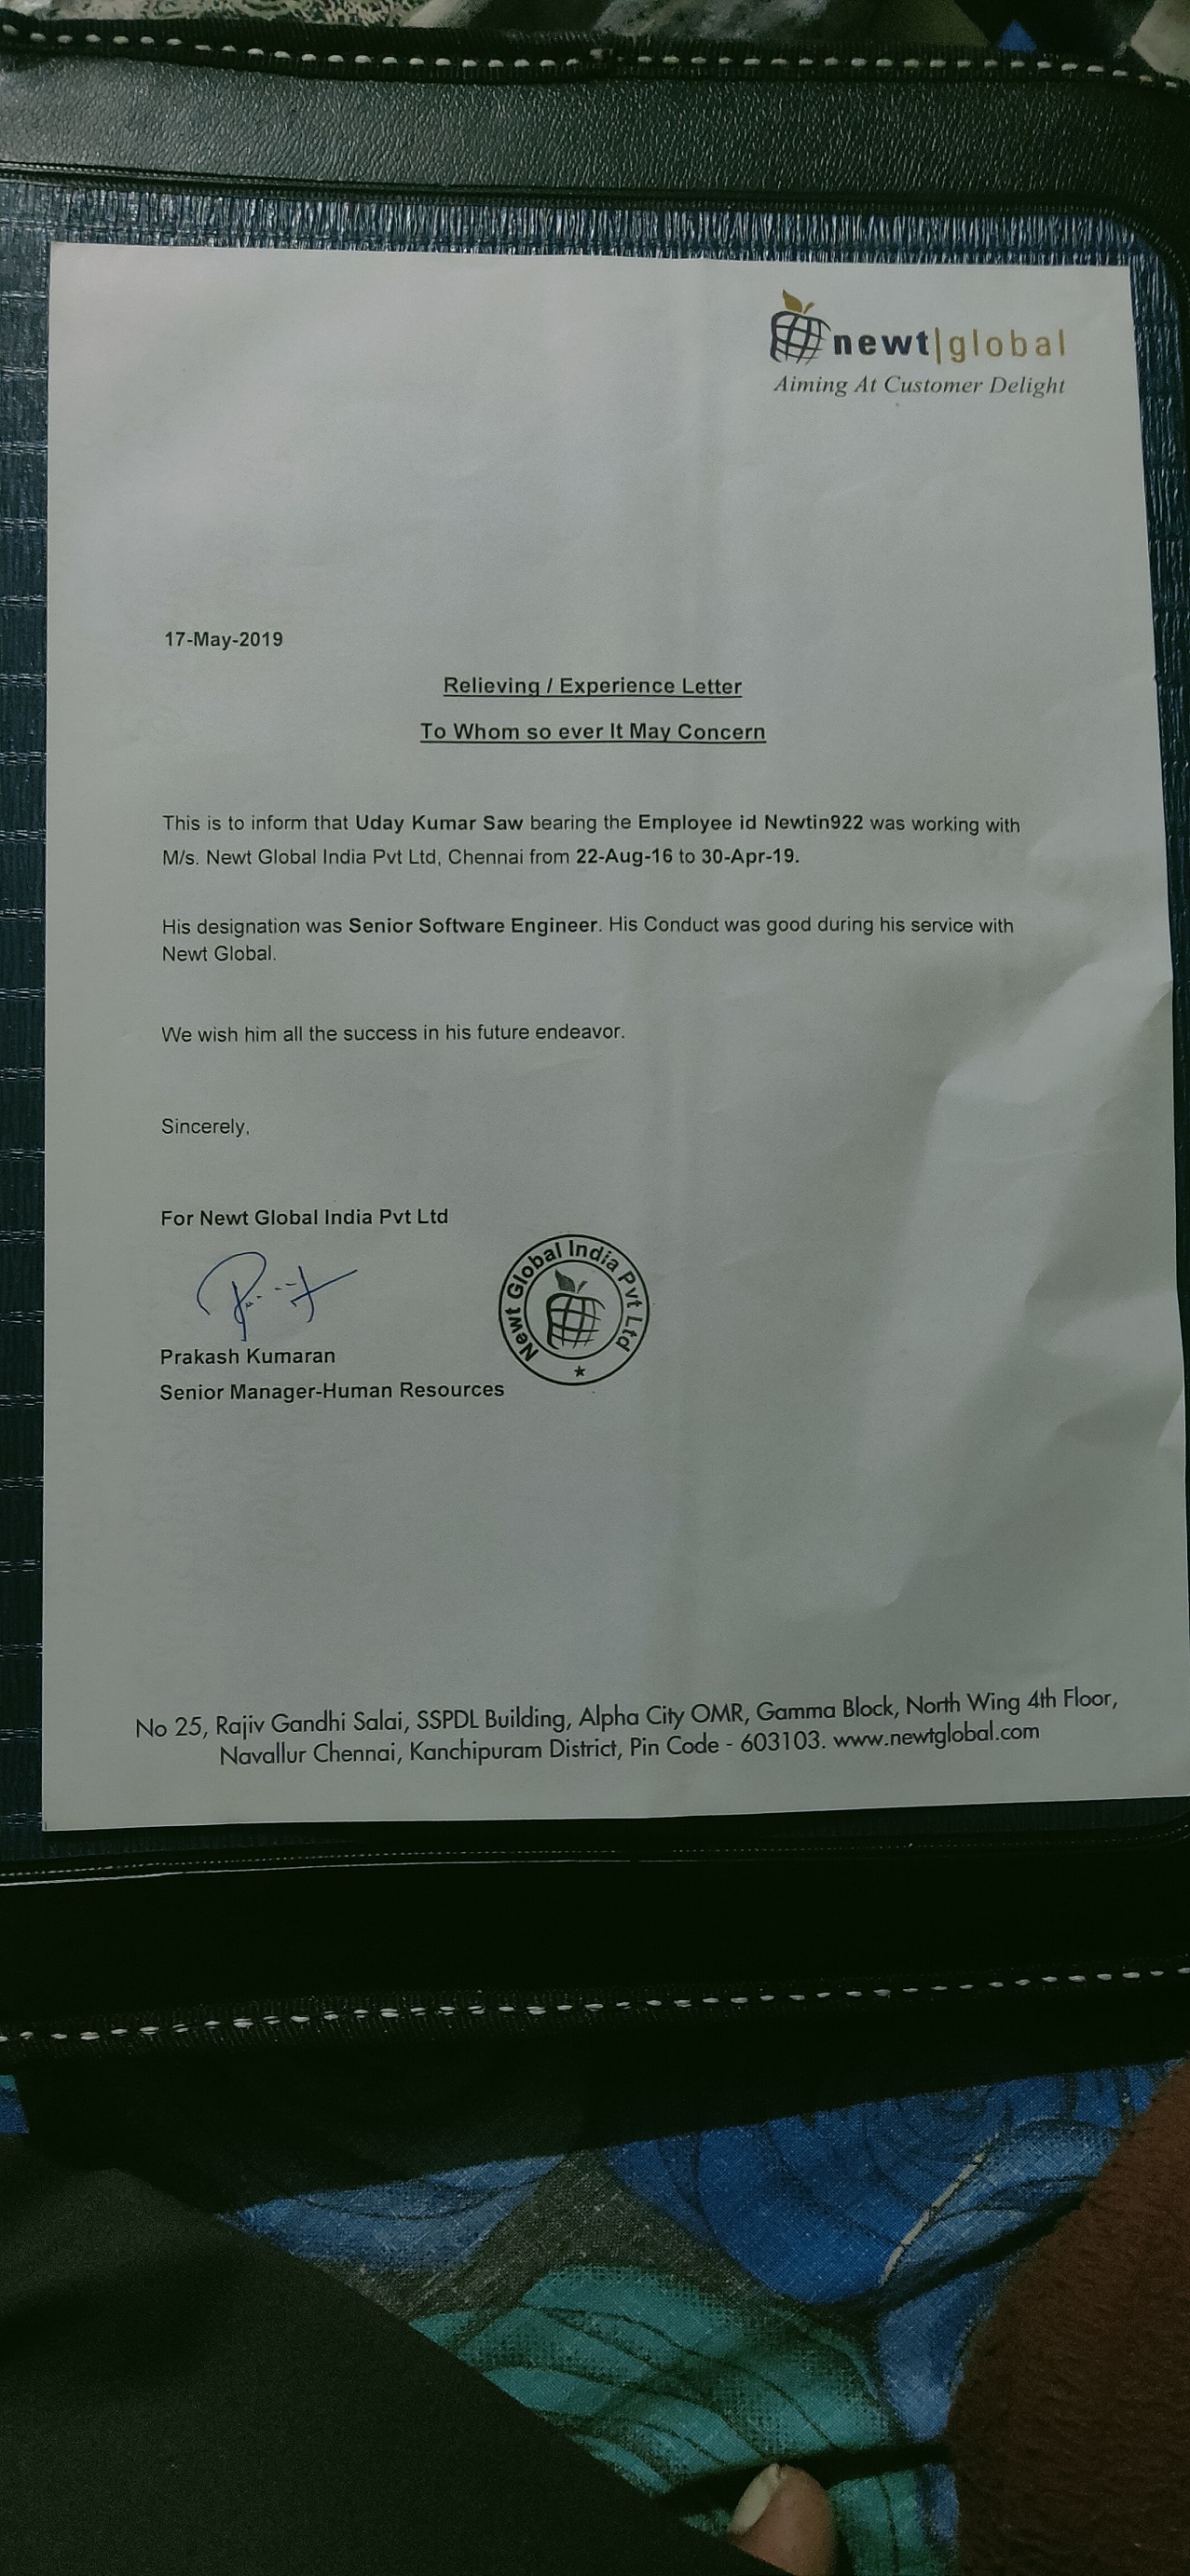 newt|global
Aiming At Customer Delight
17-May-2019
Relieving / Experience Letter
To Whom so ever It May Concern
This is to inform that Uday Kumar Saw bearing the Employee id Newtin922 was working with
M/s. Newt Global India Pvt Ltd, Chennai from 22-Aug-16 to 30-Apr-19.
His designation was Senior Software Engineer. His Conduct was good during his service with
Newt Global.
We wish him all the success in his future endeavor.
Sincerely,
For Newt Global India Pvt Ltd
Newt Global India Pvt Ltd
Prakash Kumaran
Senior Manager-Human Resources
No 25, Rajiv Gandhi Salai, SSPDL Building, Alpha City OMR, Gamma Block, North Wing 4th Floor,
Navallur Chennai, Kanchipuram District, Pin Code - 603103. www.newtglobal.com